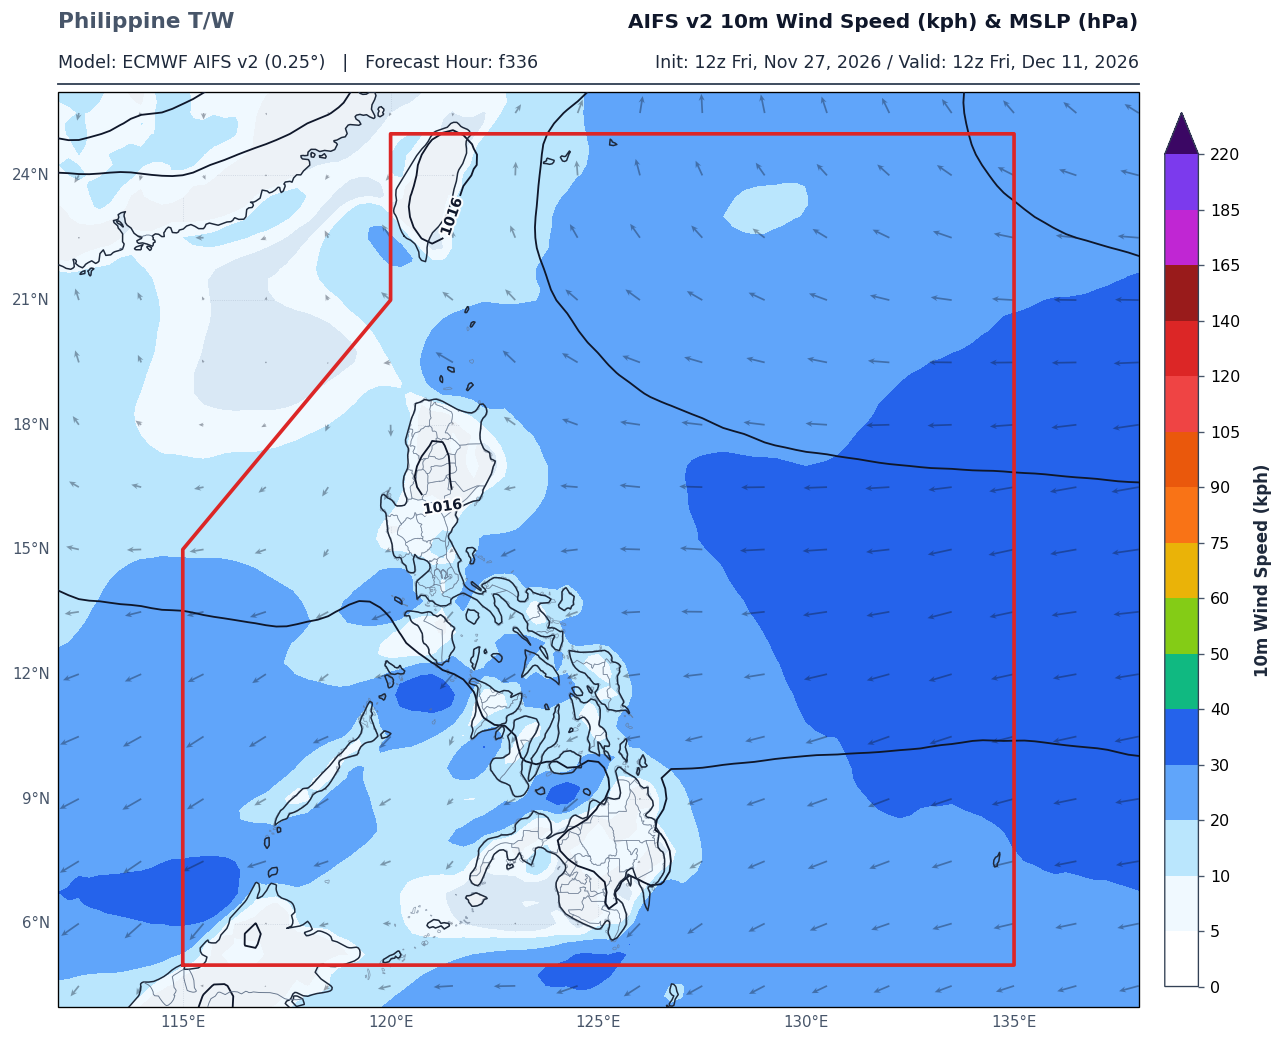 Philippine T/W
AIFS v2 10m Wind Speed (kph) & MSLP (hPa)
Model: ECMWF AIFS v2 (0.25°) | Forecast Hour: f336
Init: 12z Fri, Nov 27, 2026 / Valid: 12z Fri, Dec 11, 2026
24°N
21°N
18°N
15°N
12°N
9°N
6°N
115°E
120°E
125°E
130°E
135°E
1016
1016
220
185
165
140
120
105
90
75
60
50
40
30
20
10
5
0
10m Wind Speed (kph)